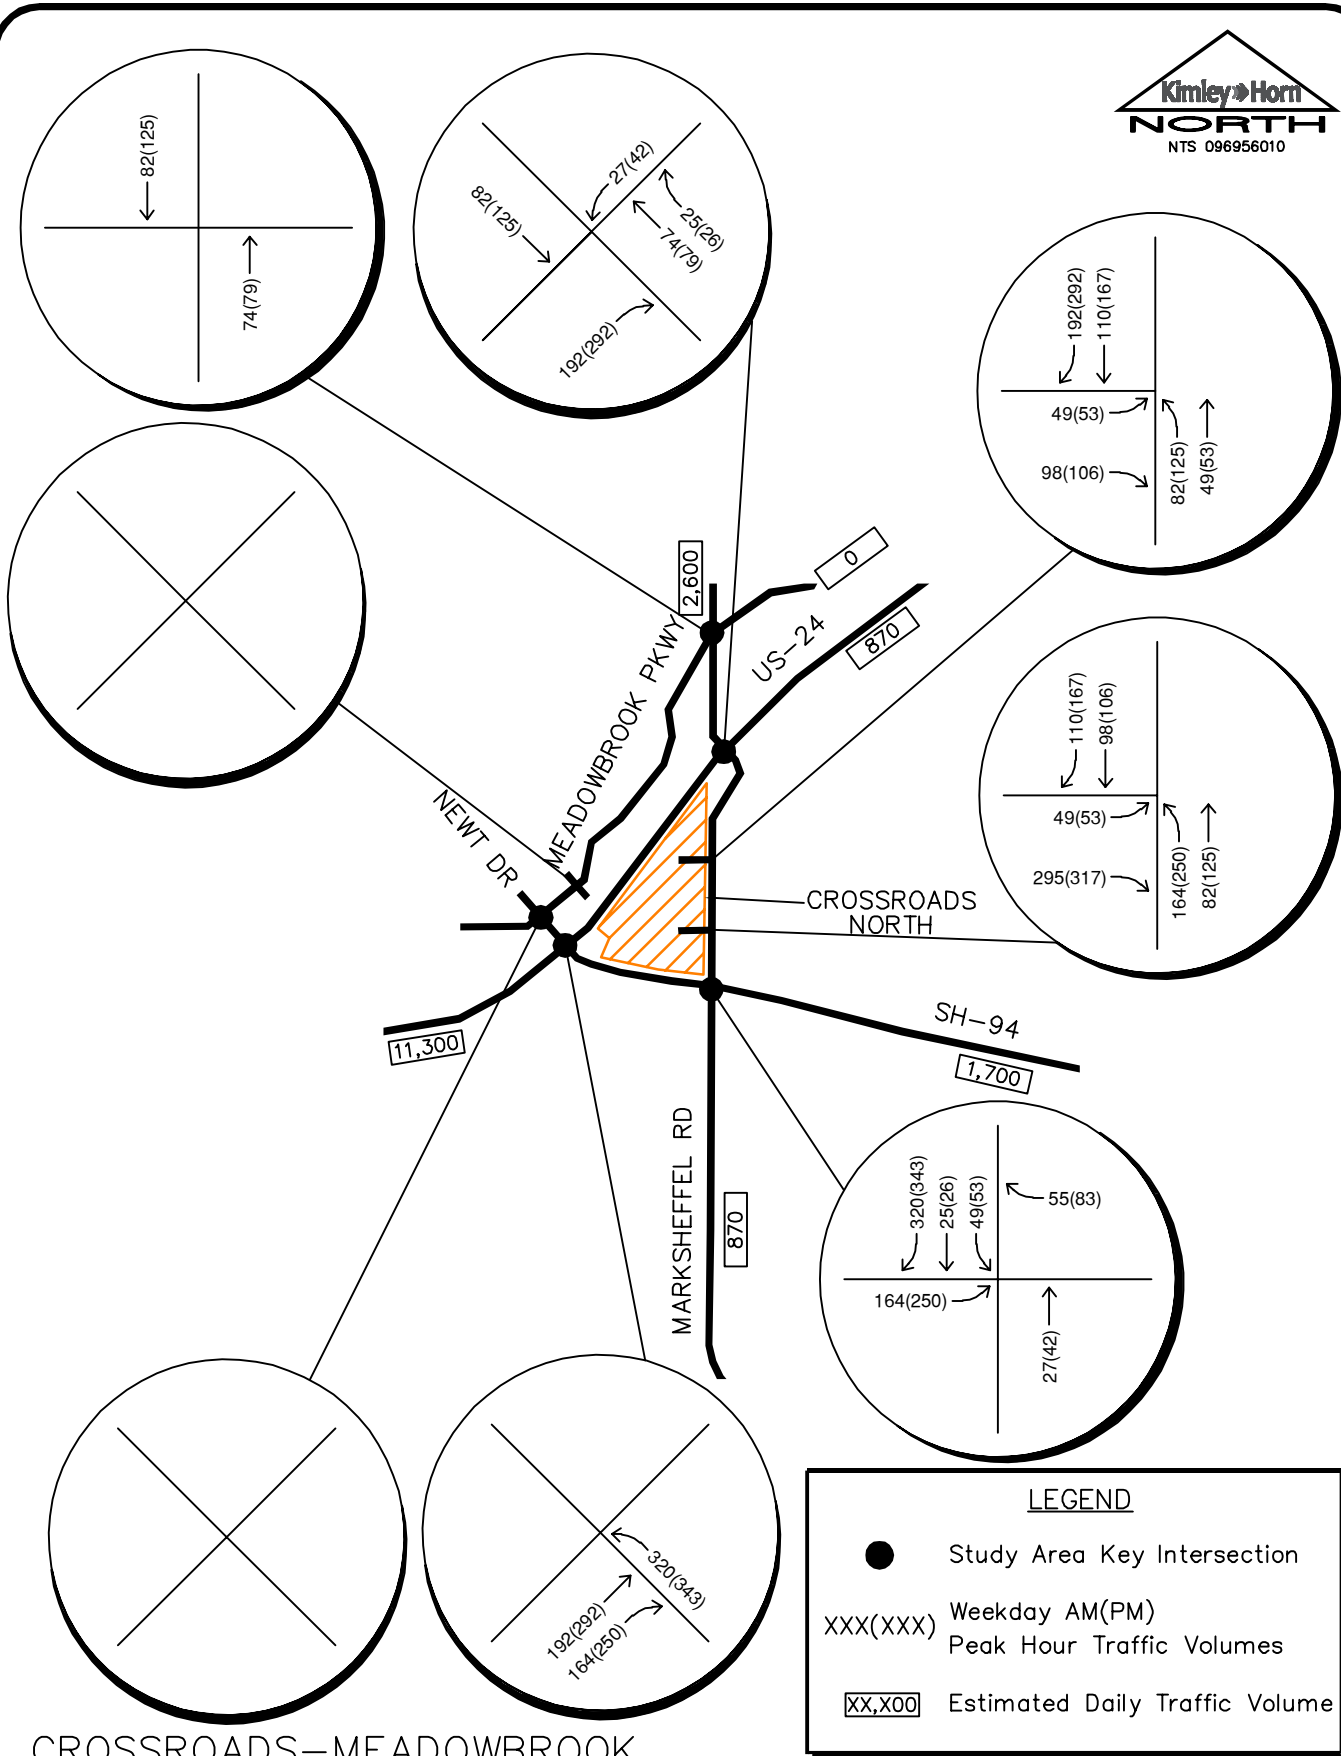 Kimley»Horn
NORTH
NTS 096956010
82(125)
74(79)
27(42)
82(125)
25(26)
74(79)
192(292)
192(292)
110(167)
49(53)
98(106)
82(125)
49(53)
2,600
0
US-24
870
MEADOWBROOK PKWY
NEWT DR
110(167)
98(106)
49(53)
295(317)
164(250)
82(125)
CROSSROADS
NORTH
11,300
SH-94
1,700
MARKSHEFFEL RD
870
320(343)
25(26)
49(53)
55(83)
164(250)
27(42)
320(343)
192(292)
164(250)
LEGEND
Study Area Key Intersection
XXX(XXX) Weekday AM(PM)
Peak Hour Traffic Volumes
XX,X00 Estimated Daily Traffic Volume
CROSSROADS-MEADOWBROOK